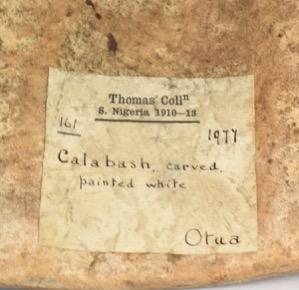 Thomas Colln
S. Nigeria 1910—13
161
1977
Calabash, carved,
painted white
Otua